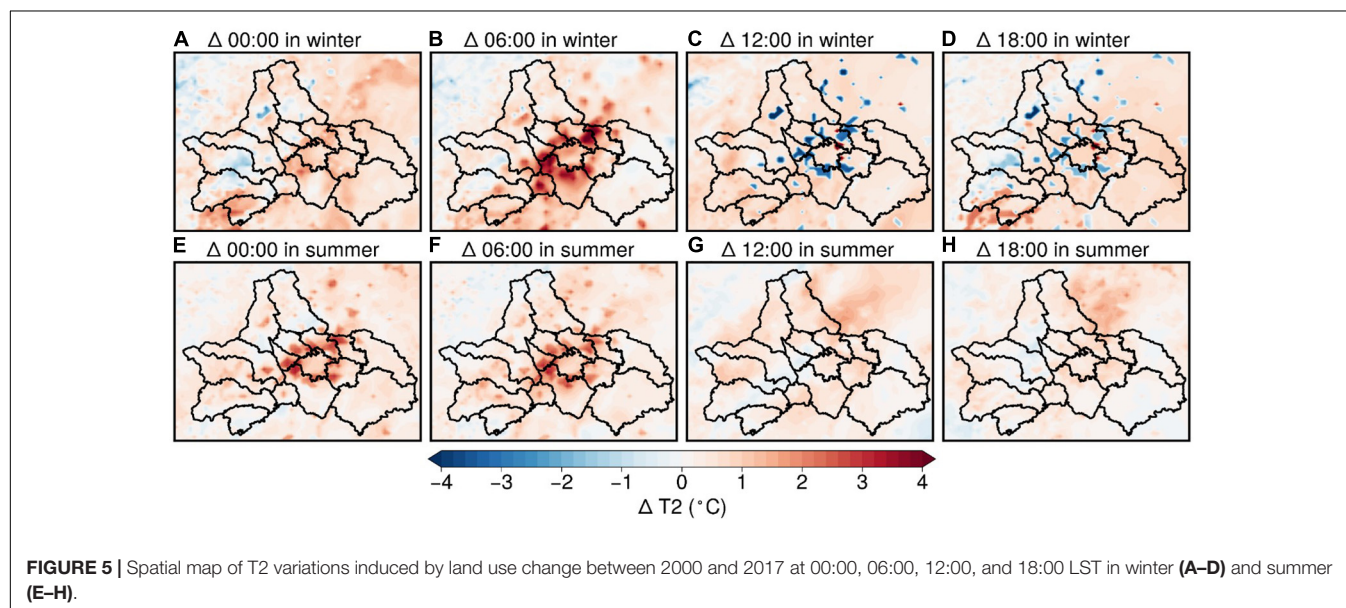 A Δ 00:00 in winter B Δ 06:00 in winter C Δ 12:00 in winter D Δ 18:00 in winter
E Δ 00:00 in summer F Δ 06:00 in summer G Δ 12:00 in summer H Δ 18:00 in summer
−4 −3 −2 −1 0 1 2 3 4
Δ T2 (°C)
FIGURE 5 | Spatial map of T2 variations induced by land use change between 2000 and 2017 at 00:00, 06:00, 12:00, and 18:00 LST in winter (A–D) and summer
(E–H).